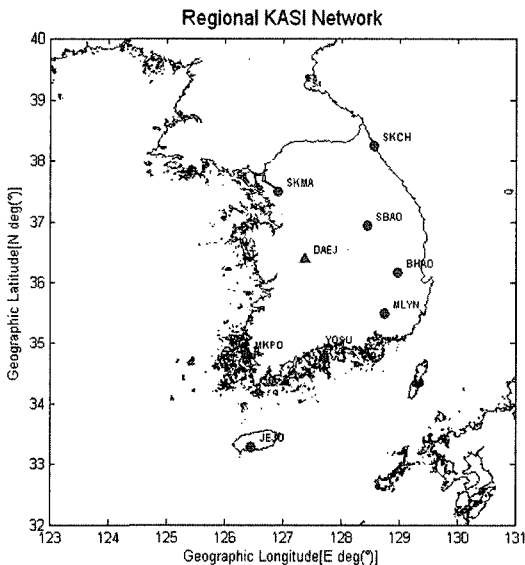 Regional KASI Network
40
39
38
37
36
35
34
33
32
Geographic Latitude[N deg(°)]
SKCH
SKMA
SBAO
DAEJ
BHAO
MLYN
MKPO
YOSU
JEJU
123 124 125 126 127 128 129 130 131
Geographic Longitude[E deg(°)]